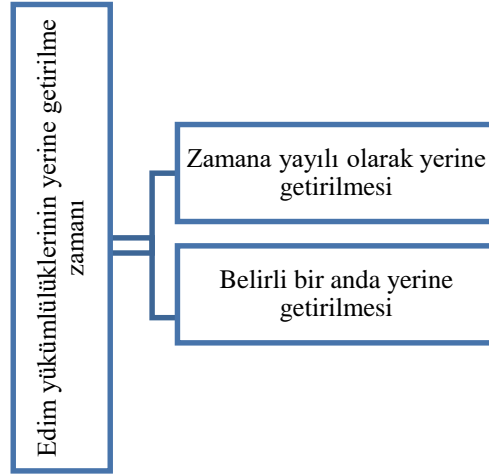 Edim yükümlülüklerinin yerine getirilme
zamanı
Zamana yayılı olarak yerine
getirilmesi
Belirli bir anda yerine
getirilmesi